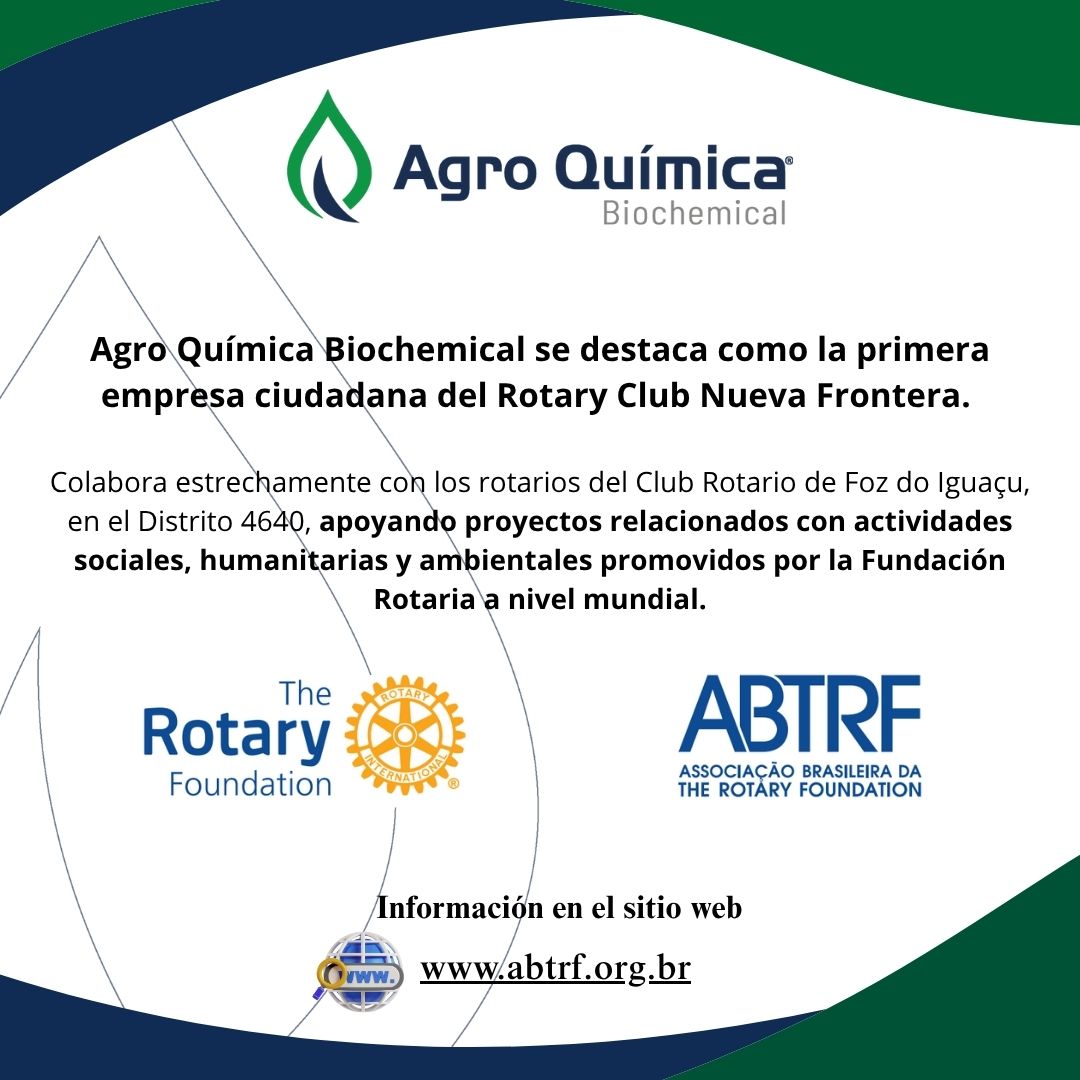 Agro Química®
Biochemical
Agro Química Biochemical se destaca como la primera
empresa ciudadana del Rotary Club Nueva Frontera.
Colabora estrechamente con los rotarios del Club Rotario de Foz do Iguaçu,
en el Distrito 4640, apoyando proyectos relacionados con actividades
sociales, humanitarias y ambientales promovidos por la Fundación
Rotaria a nivel mundial.
The
Rotary
Foundation
ROTARY
INTERNATIONAL
®
ABTRF
ASSOCIAÇÃO BRASILEIRA DA
THE ROTARY FOUNDATION
Información en el sitio web
www.
www.abtrf.org.br